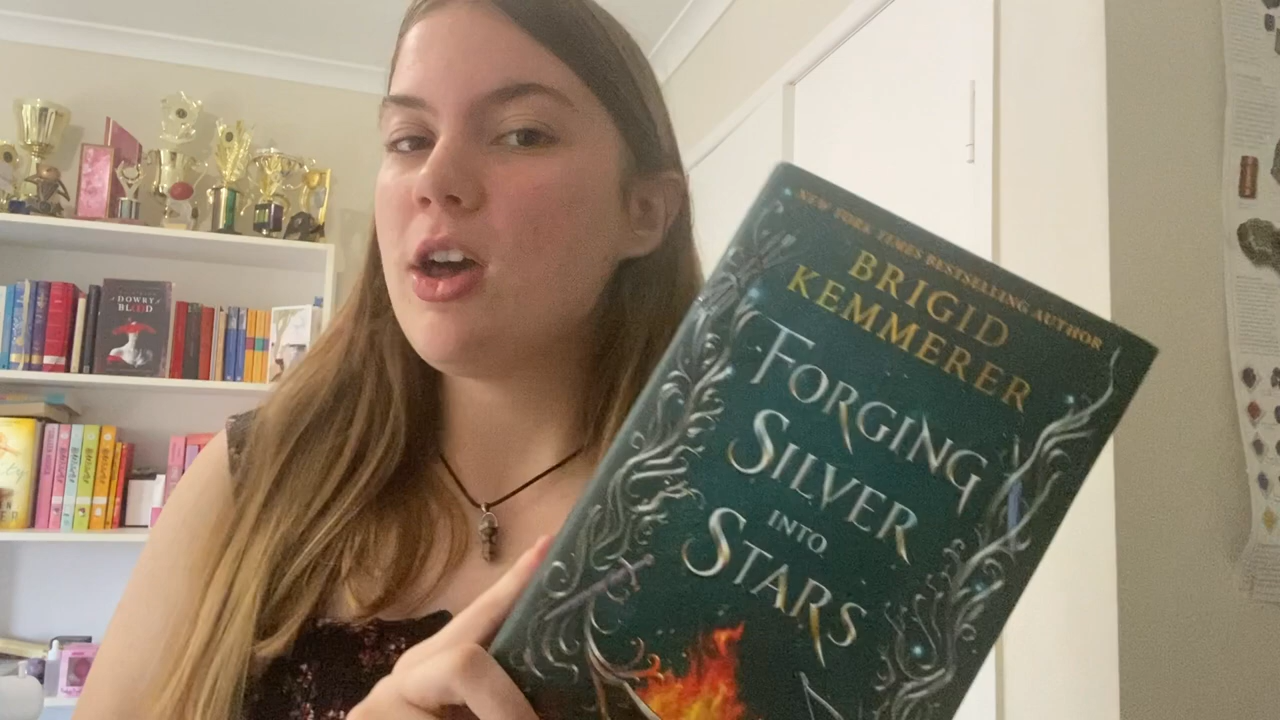 NEW YORK TIMES BESTSELLING AUTHOR
BRIGID
KEMMERER
FORGING
SILVER
INTO
STARS
DOWRY
BLOOD